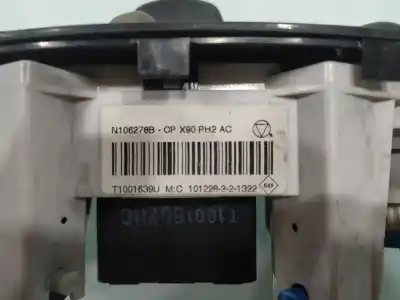 N106278B - CP X90 PH2 AC
T1001639U M:C 101228-2-2-1322